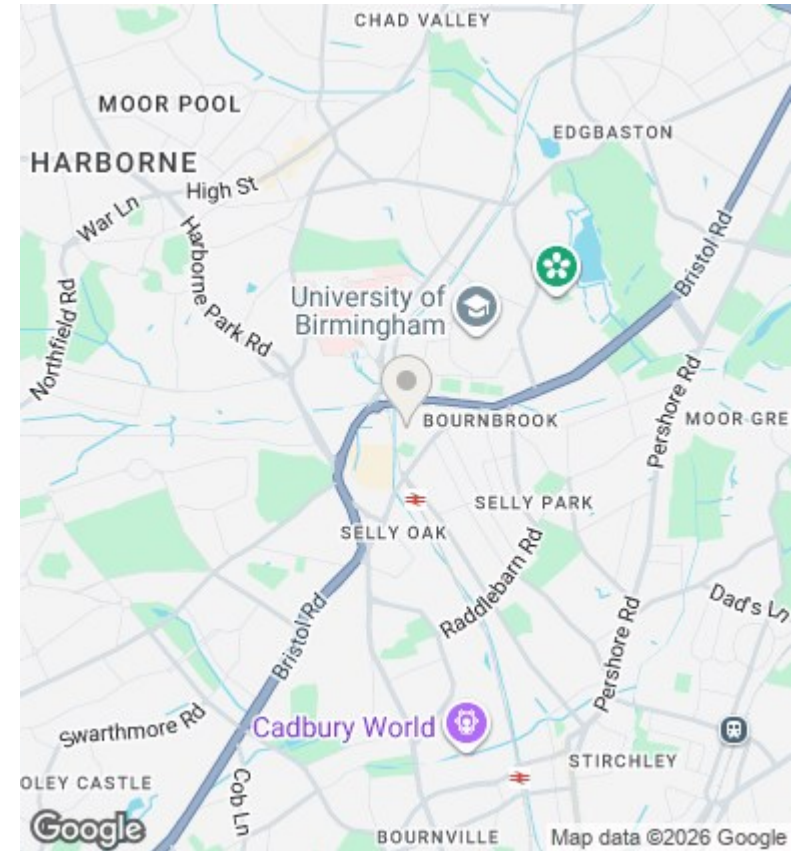 CHAD VALLEY
MOOR POOL
EDGBASTON
HARBORNE
High St
War Ln
Harborne Park Rd
Bristol Rd
Northfield Rd
University of
Birmingham
Pershore Rd
BOURNBROOK
MOOR GRE
SELLY PARK
SELLY OAK
Raddlebarn Rd
Dad's Ln
Bristol Rd
Pershore Rd
Swarthmore Rd
Cadbury World
STIRCHLEY
OLEY CASTLE
Cob Ln
Google
BOURNVILLE
Map data ©2026 Google